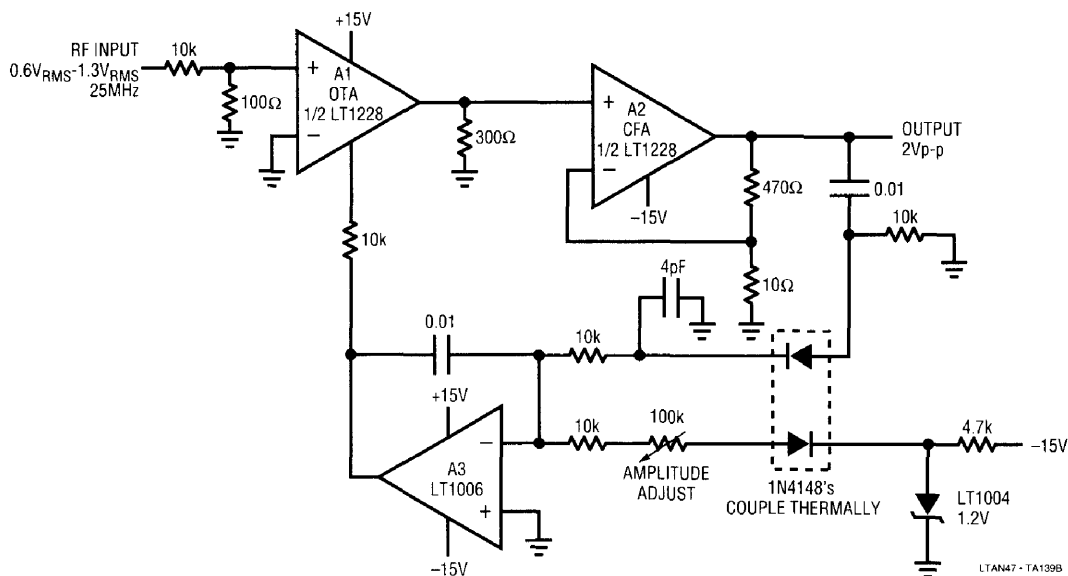 +15V
RF INPUT
0.6VRMS-1.3VRMS
25MHz
10k
100Ω
+
A1
OTA
1/2 LT1228
−
300Ω
+
A2
CFA
1/2 LT1228
−
−15V
OUTPUT
2Vp-p
470Ω
0.01
10k
10Ω
10k
4pF
0.01
10k
+15V
−
A3
LT1006
+
−15V
10k
100k
AMPLITUDE
ADJUST
1N4148's
COUPLE THERMALLY
4.7k
−15V
LT1004
1.2V
LTAN47 • TA139B